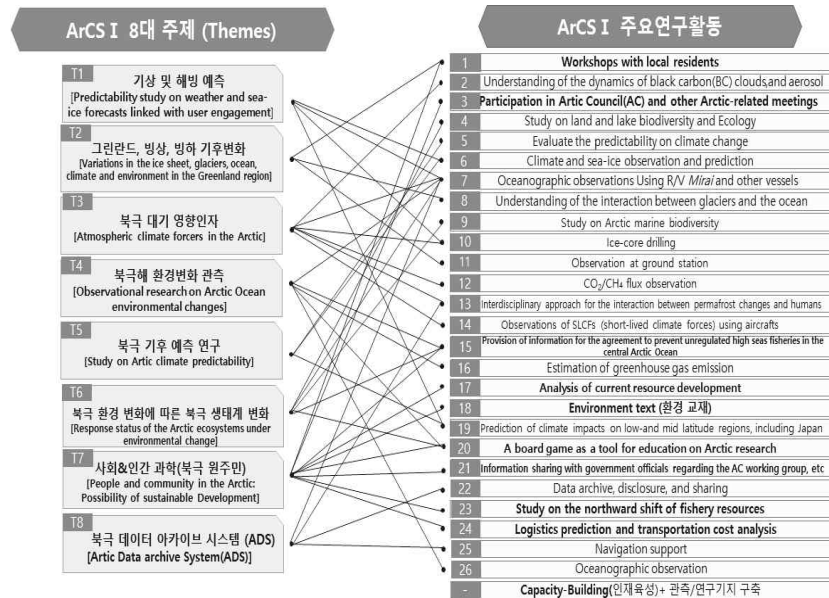 ArCS I 8대 주제 (Themes)
T1
기상 및 해빙 예측
[Predictability study on weather and sea-
ice forecasts linked with user engagement]
T2
그린란드, 빙상, 빙하 기후변화
[Variations in the ice sheet, glaciers, ocean,
climate and environment in the Greenland
region]
T3
북극 대기 영향인자
[Atmospheric climate forcers in the Arctic]
T4
북극해 환경변화 관측
[Observational research on Arctic Ocean
environmental changes]
T5
북극 기후 예측 연구
[Study on Artic climate predictability]
T6
북극 환경 변화에 따른 북극 생태계 변화
[Response status of the Arctic ecosystems under
environmental change]
T7
사회&인간 과학(북극 원주민)
[People and community in the Arctic:
Possibility of sustainable Development]
T8
북극 데이터 아카이브 시스템 (ADS)
[Artic Data archive System(ADS)]
ArCS I 주요연구활동
1 Workshops with local residents
2 Understanding of the dynamics of black carbon(BC) clouds,and aerosol
3 Participation in Artic Council(AC) and other Arctic-related meetings
4 Study on land and lake biodiversity and Ecology
5 Evaluate the predictability on climate change
6 Climate and sea-ice observation and prediction
7 Oceanographic observations Using R/V Mirai and other vessels
8 Understanding of the interaction between glaciers and the ocean
9 Study on Arctic marine biodiversity
10 Ice-core drilling
11 Observation at ground station
12 CO₂/CH₄ flux observation
13 Interdisciplinary approach for the interaction between permafrost changes and humans
14 Observations of SLCFs (short-lived climate forces) using aircrafts
15 Provision of information for the agreement to prevent unregulated high seas fisheries in the
central Arctic Ocean
16 Estimation of greenhouse gas emission
17 Analysis of current resource development
18 Environment text (환경 교재)
19 Prediction of climate impacts on low-and mid latitude regions, including Japan
20 A board game as a tool for education on Arctic research
21 Information sharing with government officials regarding the AC working group, etc
22 Data archive, disclosure, and sharing
23 Study on the northward shift of fishery resources
24 Logistics prediction and transportation cost analysis
25 Navigation support
26 Oceanographic observation
- Capacity-Building(인재육성)+ 관측/연구기지 구축